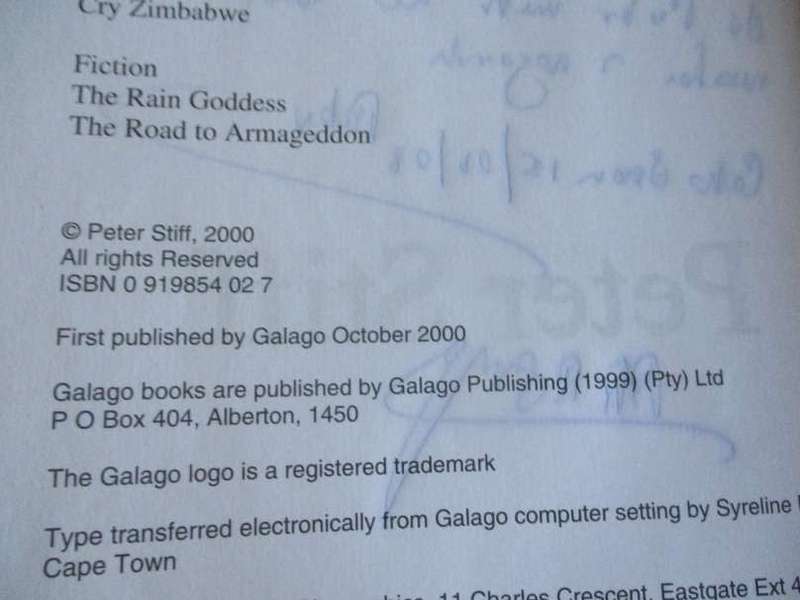 Cry Zimbabwe
Fiction
The Rain Goddess
The Road to Armageddon
© Peter Stiff, 2000
All rights Reserved
ISBN 0 919854 02 7
First published by Galago October 2000
Galago books are published by Galago Publishing (1999) (Pty) Ltd
P O Box 404, Alberton, 1450
The Galago logo is a registered trademark
Type transferred electronically from Galago computer setting by Syreline
Cape Town
11 Charles Crescent, Eastgate Ext 4